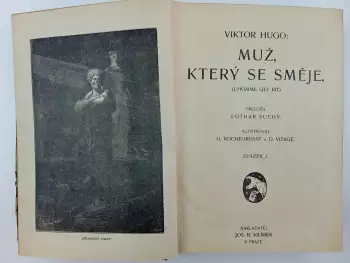 VIKTOR HUGO:
MUŽ,
KTERÝ SE SMĚJE.
(L'HOMME QUI RIT.)
PŘELOŽIL
LOTHAR SUCHÝ.
ILLUSTROVALI
G. ROCHEGROSSE a D. VIERGE
SVAZEK I.
NAKLADATEL
JOS. R. VILÍMEK
V PRAZE